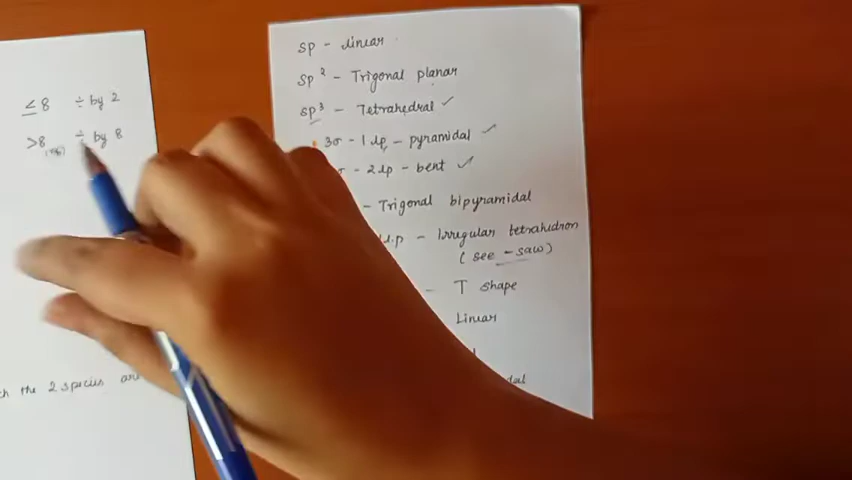 ≤ 8 ÷ by 2
>8 ÷ by 8
ch the 2 species are
sp - linear
sp² - Trigonal planar
sp³ - Tetrahedral ✓
3σ - 1 lp - pyramidal ✓
σ - 2 lp - bent ✓
- Trigonal bipyramidal
l.p - Irregular tetrahedron
(see - saw)
- T shape
Linear